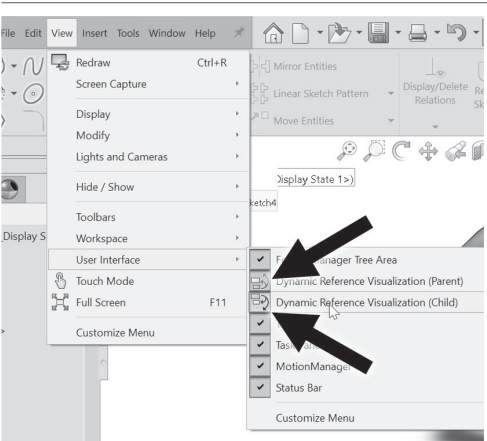 File Edit View Insert Tools Window Help
Redraw Ctrl+R
Screen Capture
Display
Modify
Lights and Cameras
Hide / Show
Toolbars
Workspace
User Interface
Touch Mode
Full Screen F11
Customize Menu
Mirror Entities
Linear Sketch Pattern
Move Entities
Display/Delete
Relations
Display State 1>)
ketch4
Display S
Manager Tree Area
Dynamic Reference Visualization (Parent)
Dynamic Reference Visualization (Child)
MotionManager
Status Bar
Customize Menu